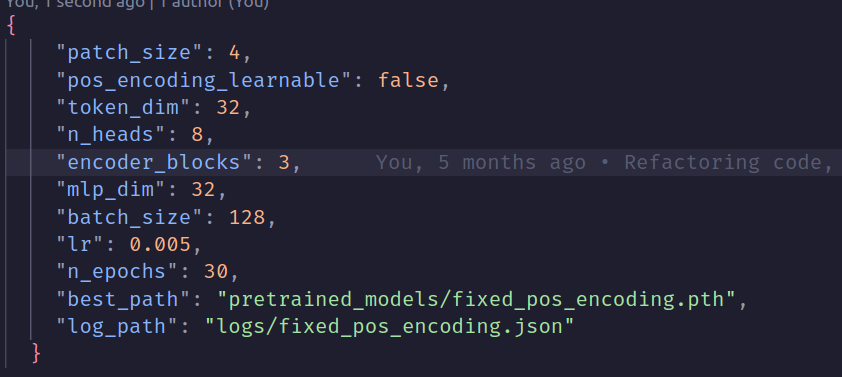 You, 1 second ago | 1 author (You)
{
"patch_size": 4,
"pos_encoding_learnable": false,
"token_dim": 32,
"n_heads": 8,
"encoder_blocks": 3, You, 5 months ago • Refactoring code,
"mlp_dim": 32,
"batch_size": 128,
"lr": 0.005,
"n_epochs": 30,
"best_path": "pretrained_models/fixed_pos_encoding.pth",
"log_path": "logs/fixed_pos_encoding.json"
}